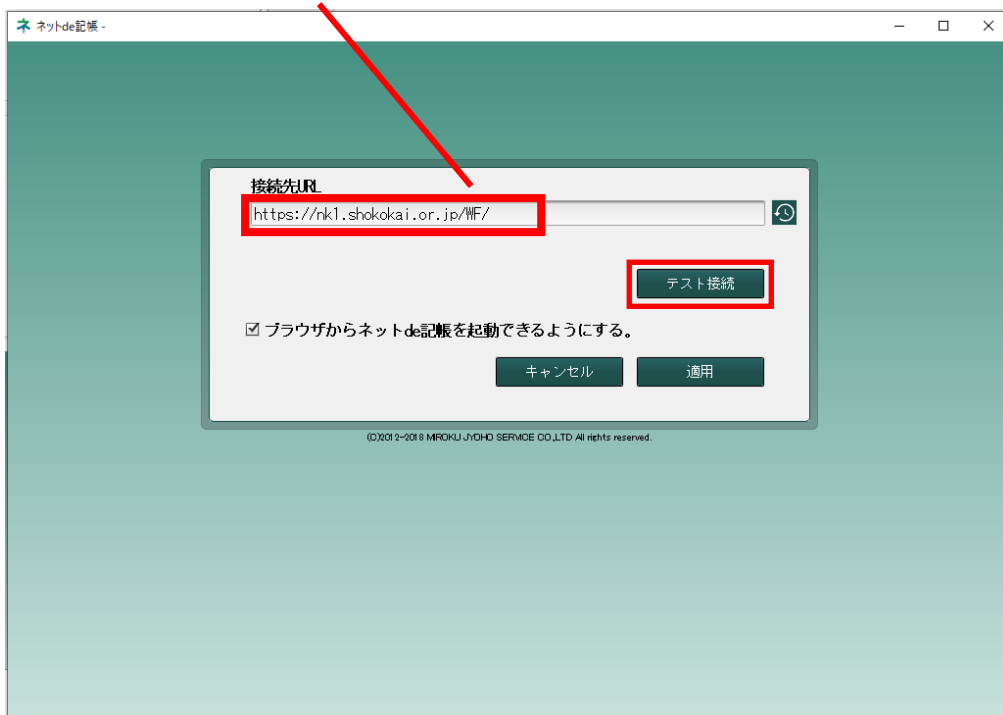 ネットde記帳 -
接続先URL
https://nk1.shokokai.or.jp/WF/
テスト接続
ブラウザからネットde記帳を起動できるようにする。
キャンセル 適用
(C)2012-2018 MIROKU JYOHO SERVICE CO.,LTD All rights reserved.